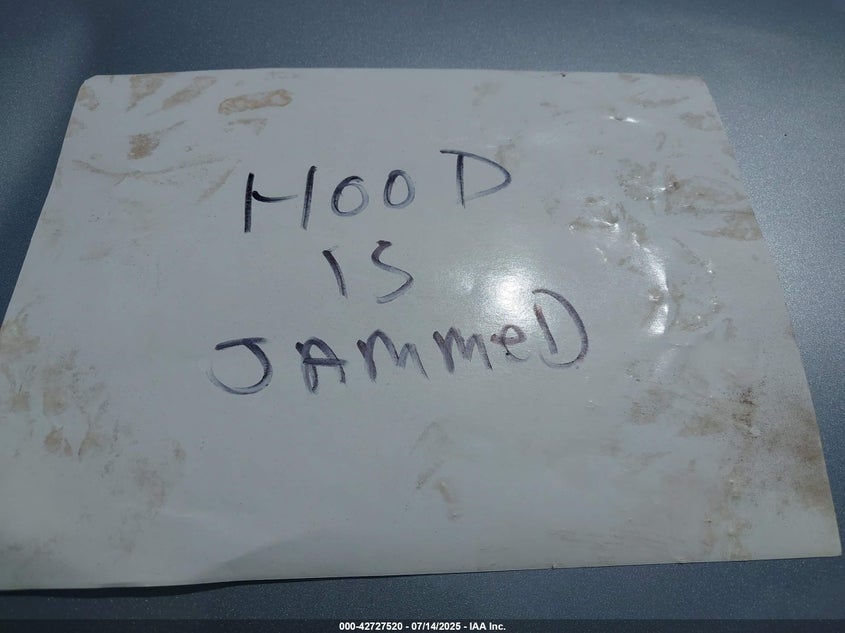 HOOD
IS
JAMMeD
000-42727520 - 07/14/2025 - IAA Inc.